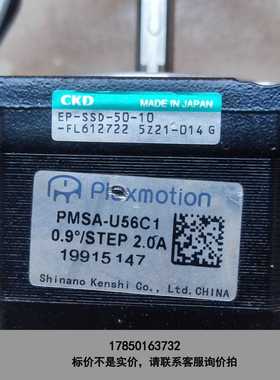 CKD
MADE IN JAPAN
EP-SSD-50-10
-FL612722 5Z21-014 G
Plexmotion
PMSA-U56C1
0.9°/STEP 2.0A
19915147
Shinano Kenshi Co., Ltd. CHINA
17850163732
标价不是实价，请联系客服询价报价